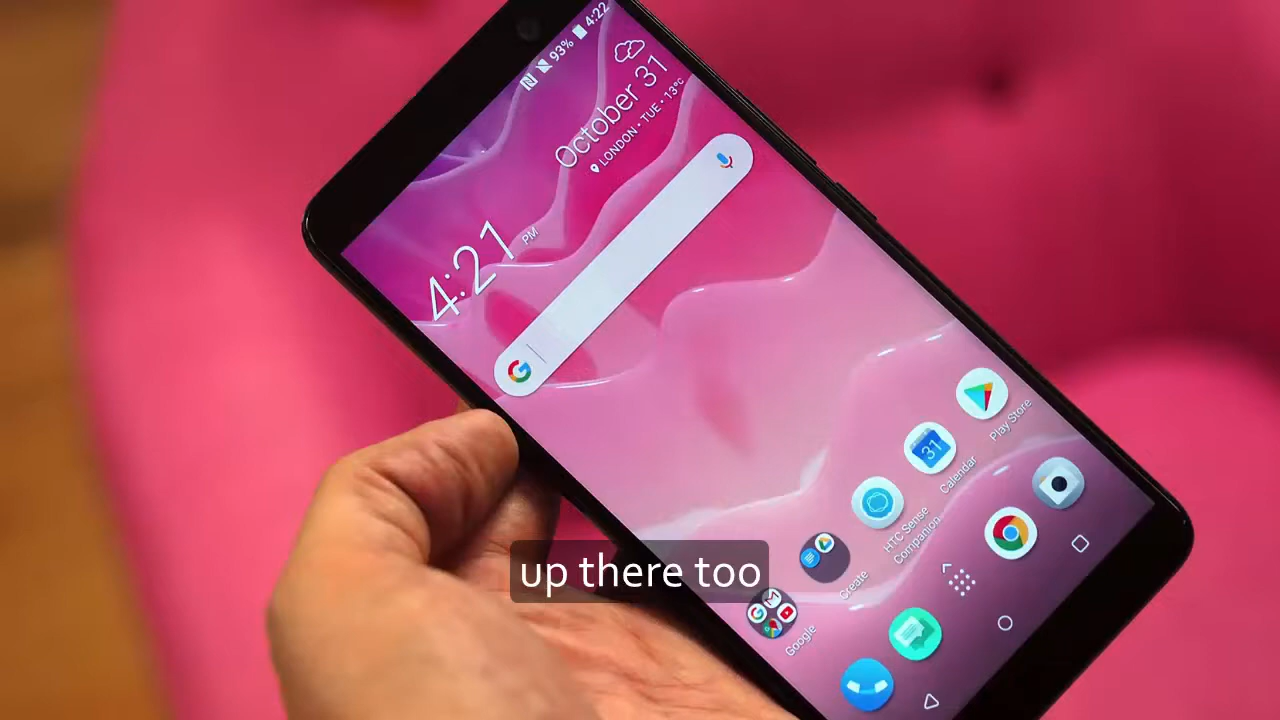 93% 4:22
October 31
LONDON • TUE • 13°C
4:21 PM
Play Store
31
Calendar
HTC Sense
Companion...
Create
Google
up there too